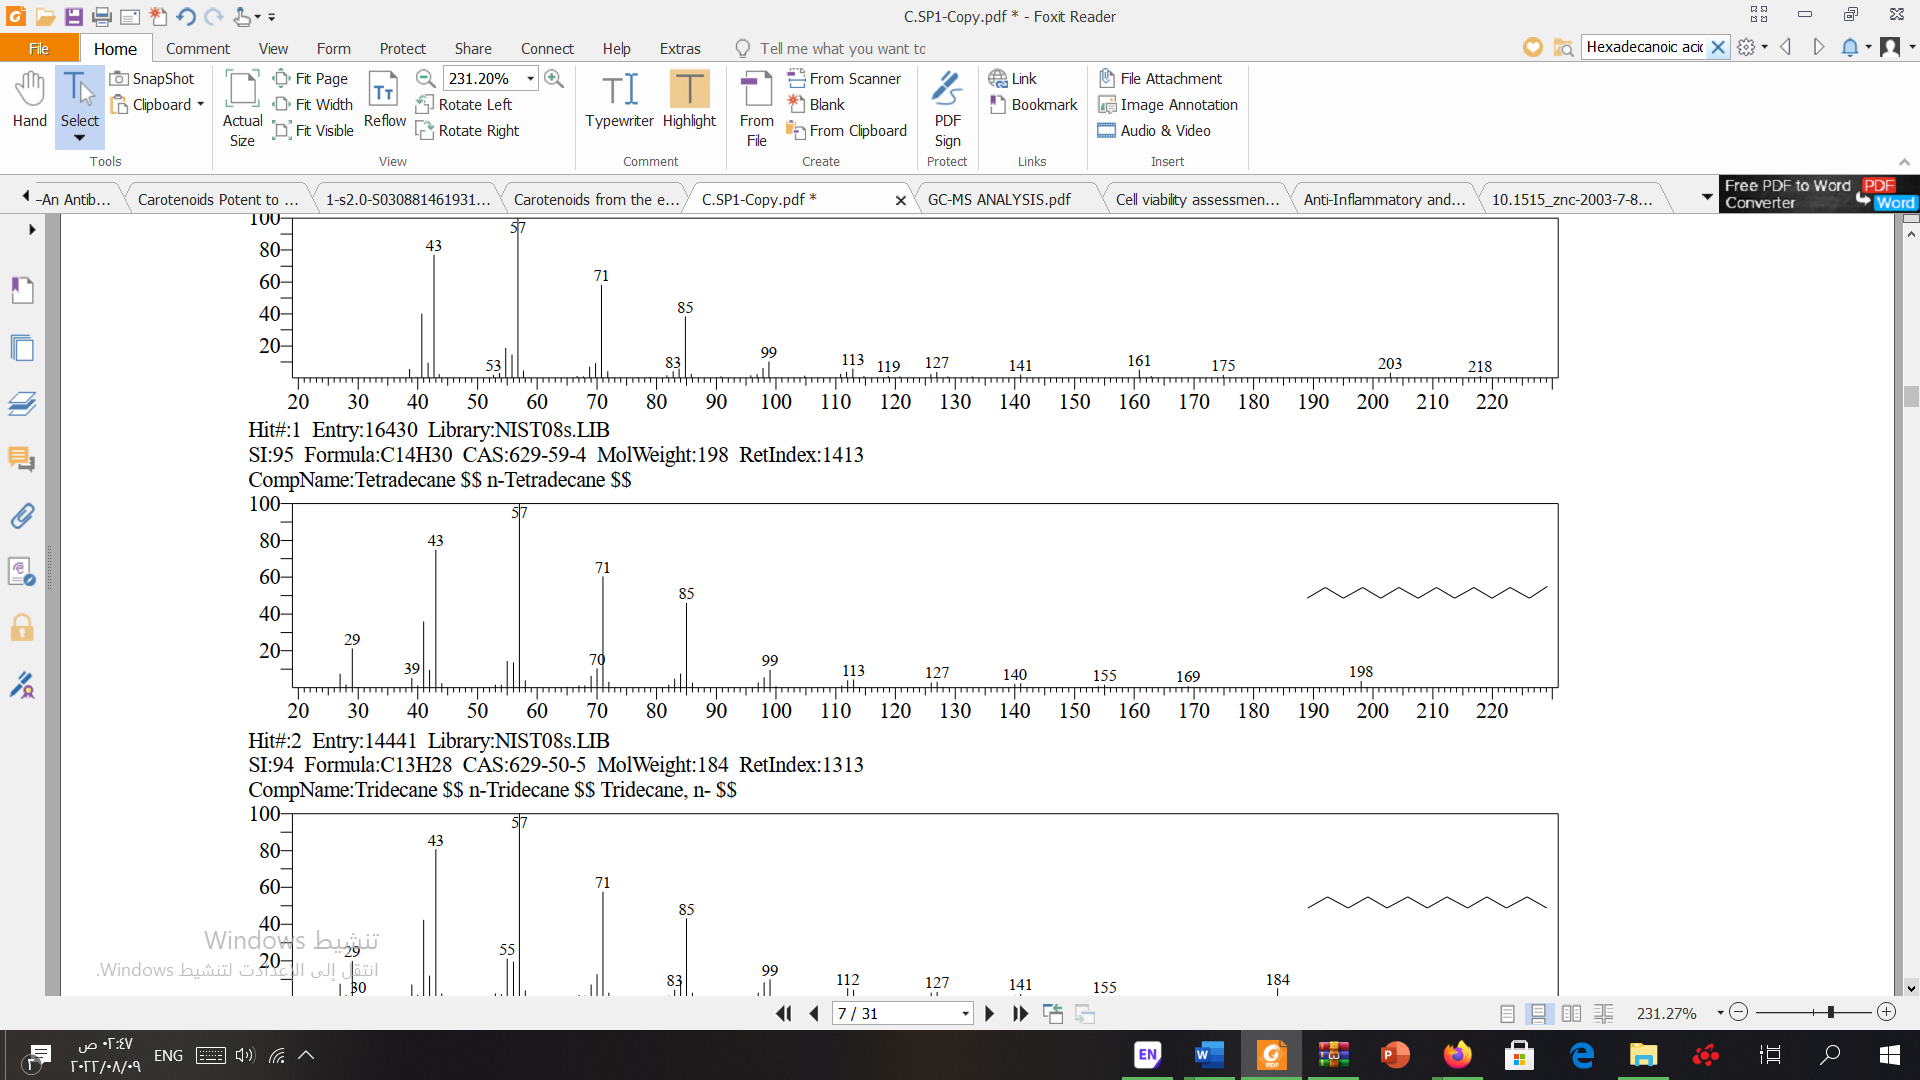 C.SP1-Copy.pdf * - Foxit Reader
File Home Comment View Form Protect Share Connect Help Extras Tell me what you want to
Hexadecanoic acid
Hand
Select
SnapShot
Clipboard
Tools
Actual Size
Fit Page
Fit Width
Fit Visible
Reflow
231.20%
Rotate Left
Rotate Right
View
Typewriter
Highlight
Comment
From File
From Scanner
Blank
From Clipboard
Create
PDF Sign
Protect
Link
Bookmark
Links
File Attachment
Image Annotation
Audio & Video
Insert
-An Antib... Carotenoids Potent to ... 1-s2.0-S030881461931... Carotenoids from the e... C.SP1-Copy.pdf * GC-MS ANALYSIS.pdf Cell viability assessmen... Anti-Inflammatory and... 10.1515_znc-2003-7-8...
Free PDF to Word PDF
Converter Word
100
80
60
40
20
43 53 57 71 83 85 99 113 119 127 141 161 175 203 218
20 30 40 50 60 70 80 90 100 110 120 130 140 150 160 170 180 190 200 210 220
Hit#:1 Entry:16430 Library:NIST08s.LIB
SI:95 Formula:C14H30 CAS:629-59-4 MolWeight:198 RetIndex:1413
CompName:Tetradecane $$ n-Tetradecane $$
100
80
60
40
20
29 39 43 57 70 71 85 99 113 127 140 155 169 198
20 30 40 50 60 70 80 90 100 110 120 130 140 150 160 170 180 190 200 210 220
Hit#:2 Entry:14441 Library:NIST08s.LIB
SI:94 Formula:C13H28 CAS:629-50-5 MolWeight:184 RetIndex:1313
CompName:Tridecane $$ n-Tridecane $$ Tridecane, n- $$
100
80
60
40
20
29 30 43 55 57 71 83 85 99 112 127 141 155 184
تنشيط Windows
انتقل إلى الإعدادات لتنشيط Windows.
7 / 31
231.27%
٠٢:٤٧ ص
٢٠٢٢/٠٨/٠٩
ENG
EN